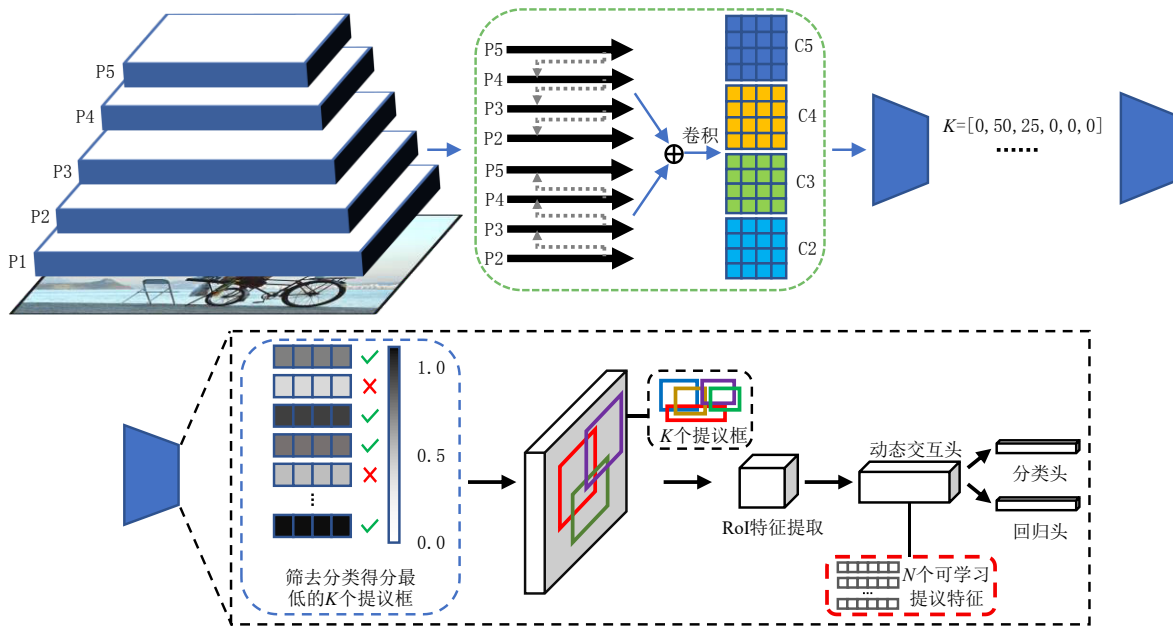 P5
P4
P3
P2
P1
P5
P4
P3
P2
P5
P4
P3
P2
卷积
C5
C4
C3
C2
K=[0,50,25,0,0,0]
……
1.0
0.5
0.0
⋮
筛去分类得分最
低的K个提议框
K个提议框
RoI特征提取
动态交互头
分类头
回归头
...
N个可学习
提议特征